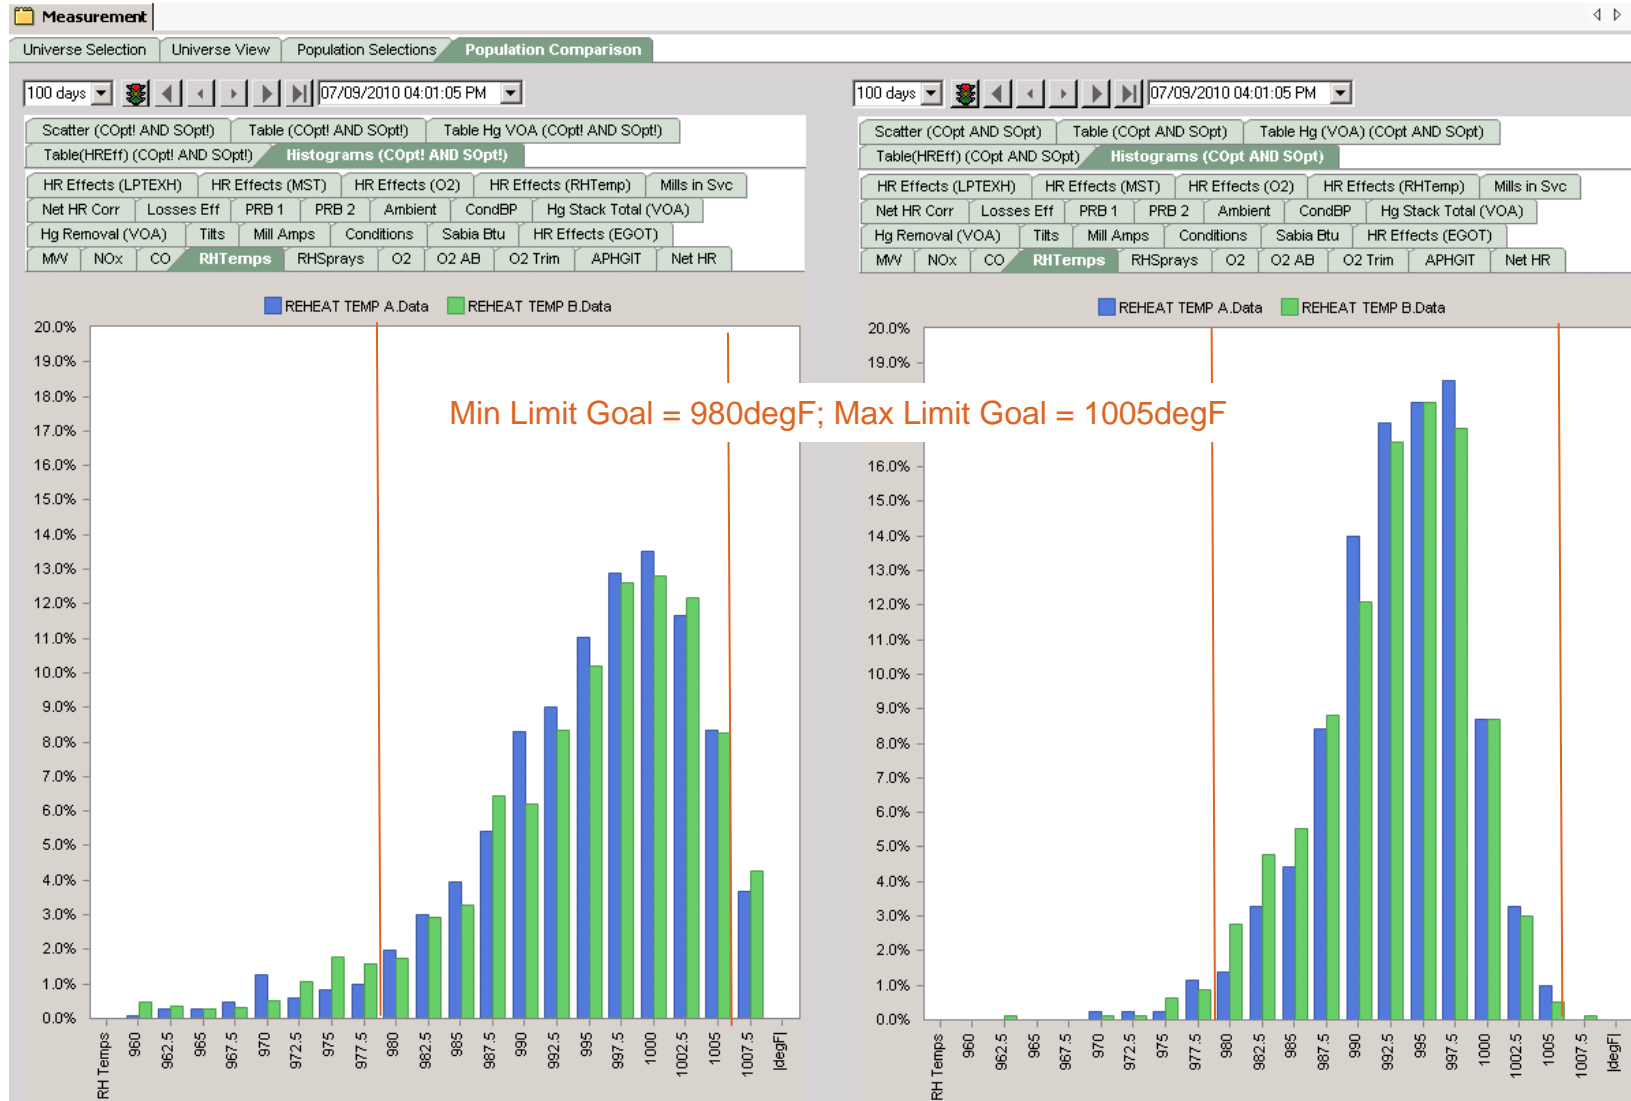 Measurement
Universe Selection Universe View Population Selections Population Comparison
100 days 07/09/2010 04:01:05 PM
Scatter (COpt! AND SOpt!) Table (COpt! AND SOpt!) Table Hg VOA (COpt! AND SOpt!)
Table(HREff) (COpt! AND SOpt!) Histograms (COpt! AND SOpt!)
HR Effects (LPTEXH) HR Effects (MST) HR Effects (O2) HR Effects (RHTemp) Mills in Svc
Net HR Corr Losses Eff PRB 1 PRB 2 Ambient CondBP Hg Stack Total (VOA)
Hg Removal (VOA) Tilts Mill Amps Conditions Sabia Btu HR Effects (EGOT)
MW NOx CO RHTemps RHSprays O2 O2 AB O2 Trim APHGIT Net HR
REHEAT TEMP A.Data REHEAT TEMP B.Data
20.0%
19.0%
18.0%
17.0%
16.0%
15.0%
14.0%
13.0%
12.0%
11.0%
10.0%
9.0%
8.0%
7.0%
6.0%
5.0%
4.0%
3.0%
2.0%
1.0%
0.0%
RH Temps 960 962.5 965 967.5 970 972.5 975 977.5 980 982.5 985 987.5 990 992.5 995 997.5 1000 1002.5 1005 1007.5 |degF|
Min Limit Goal = 980degF; Max Limit Goal = 1005degF
100 days 07/09/2010 04:01:05 PM
Scatter (COpt AND SOpt) Table (COpt AND SOpt) Table Hg (VOA) (COpt AND SOpt)
Table(HREff) (COpt AND SOpt) Histograms (COpt AND SOpt)
HR Effects (LPTEXH) HR Effects (MST) HR Effects (O2) HR Effects (RHTemp) Mills in Svc
Net HR Corr Losses Eff PRB 1 PRB 2 Ambient CondBP Hg Stack Total (VOA)
Hg Removal (VOA) Tilts Mill Amps Conditions Sabia Btu HR Effects (EGOT)
MW NOx CO RHTemps RHSprays O2 O2 AB O2 Trim APHGIT Net HR
REHEAT TEMP A.Data REHEAT TEMP B.Data
20.0%
19.0%
16.0%
15.0%
14.0%
13.0%
12.0%
11.0%
10.0%
9.0%
8.0%
7.0%
6.0%
5.0%
4.0%
3.0%
2.0%
1.0%
0.0%
RH Temps 960 962.5 965 967.5 970 972.5 975 977.5 980 982.5 985 987.5 990 992.5 995 997.5 1000 1002.5 1005 1007.5 |degF|